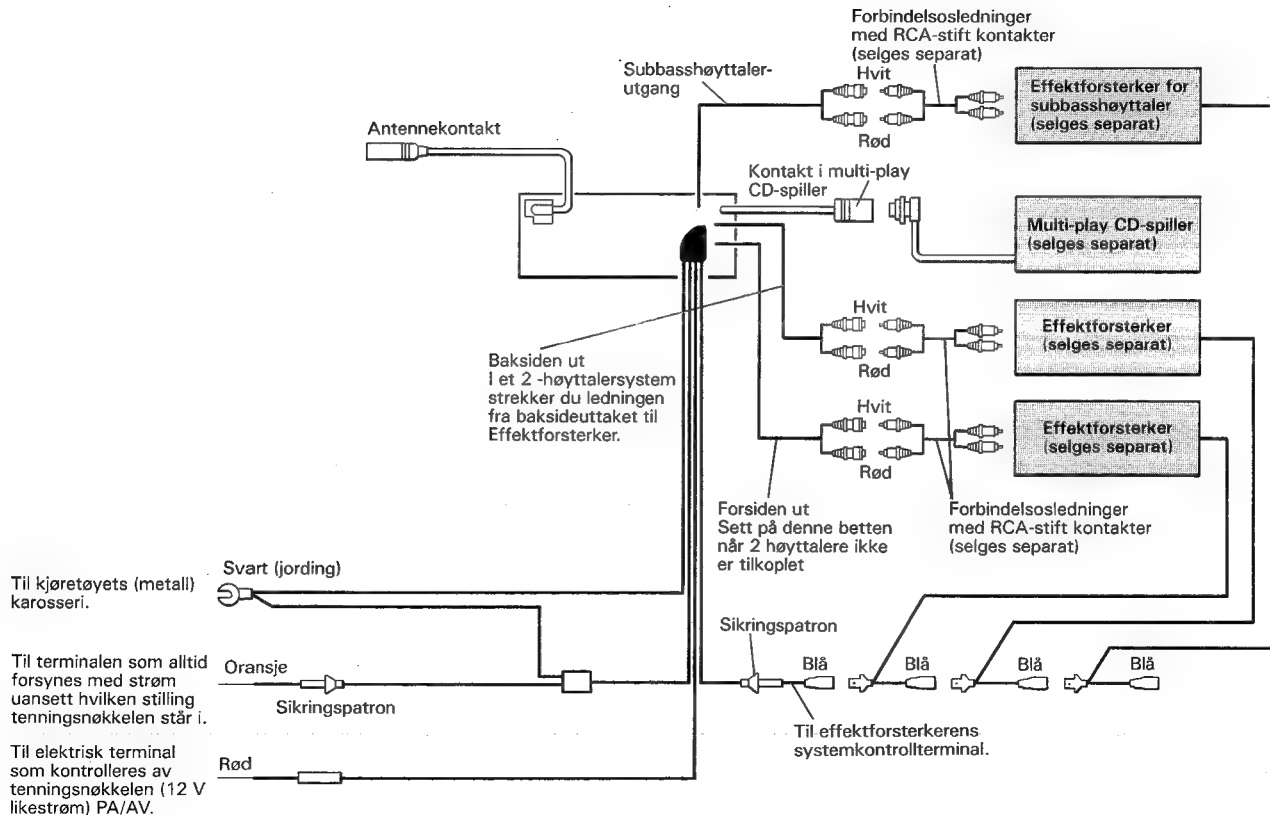 Forbindelsosledninger
med RCA-stift kontakter
(selges separat)
Subbasshøyttaler-
utgang
Hvit
Rød
Effektforsterker for
subbasshøyttaler
(selges separat)
Antennekontakt
Kontakt i multi-play
CD-spiller
Multi-play CD-spiller
(selges separat)
Baksiden ut
I et 2 -høyttalersystem
strekker du ledningen
fra baksideuttaket til
Effektforsterker.
Hvit
Rød
Effektforsterker
(selges separat)
Hvit
Rød
Effektforsterker
(selges separat)
Forsiden ut
Sett på denne betten
når 2 høyttalere ikke
er tilkoplet
Forbindelsosledninger
med RCA-stift kontakter
(selges separat)
Til kjøretøyets (metall)
karosseri.
Svart (jording)
Til terminalen som alltid
forsynes med strøm
uansett hvilken stilling
tenningsnøkkelen står i.
Oransje
Sikringspatron
Sikringspatron
Blå
Blå
Blå
Blå
Til effektforsterkerens
systemkontrollterminal.
Til elektrisk terminal
som kontrolleres av
tenningsnøkkelen (12 V
likestrøm) PA/AV.
Rød